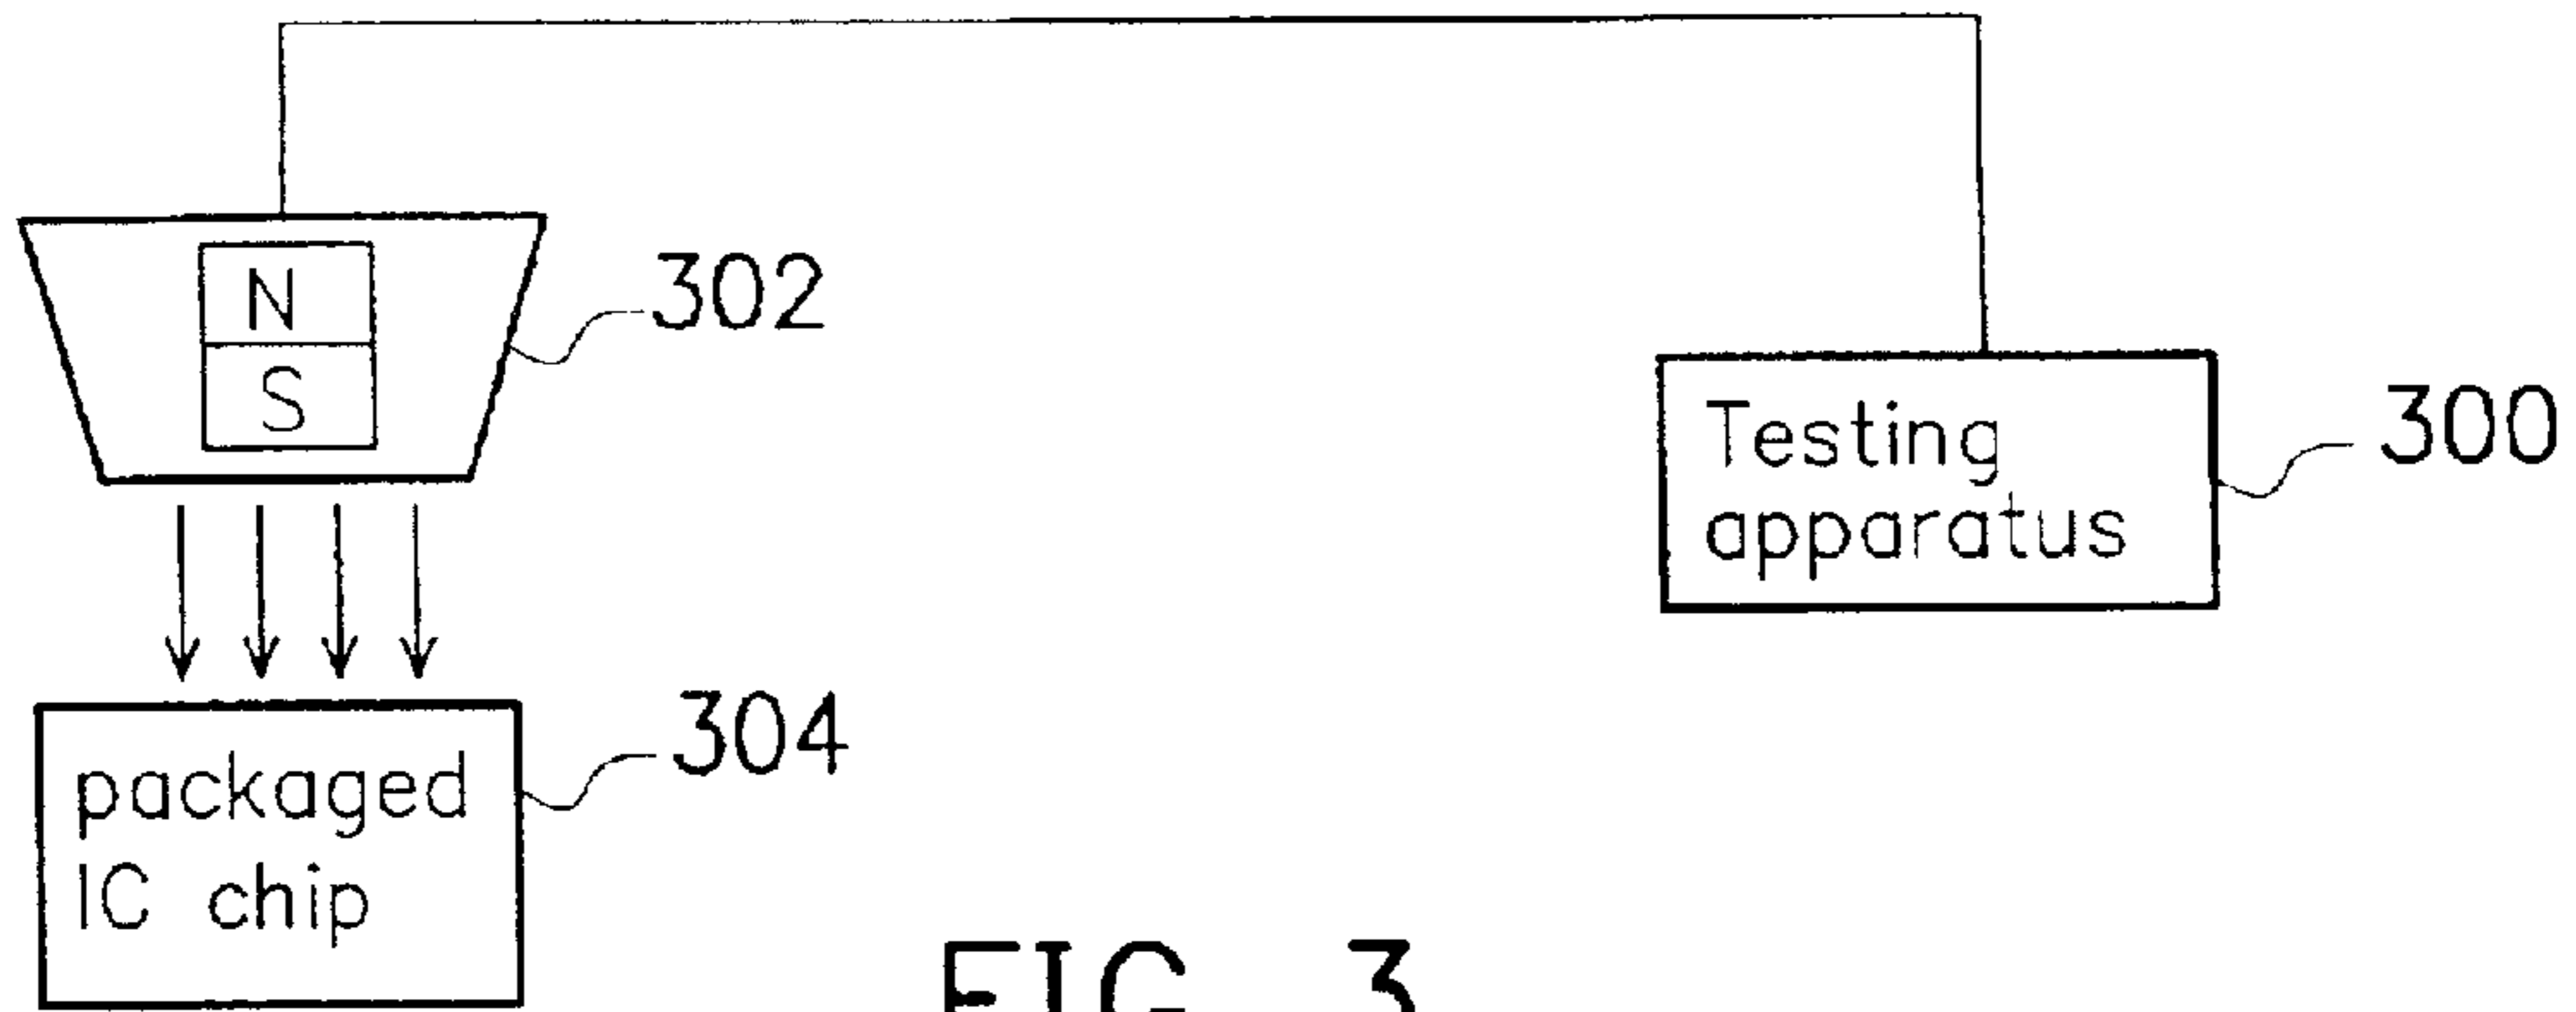 N
S
302
Testing
apparatus
300
packaged
IC chip
304
FIG. 3